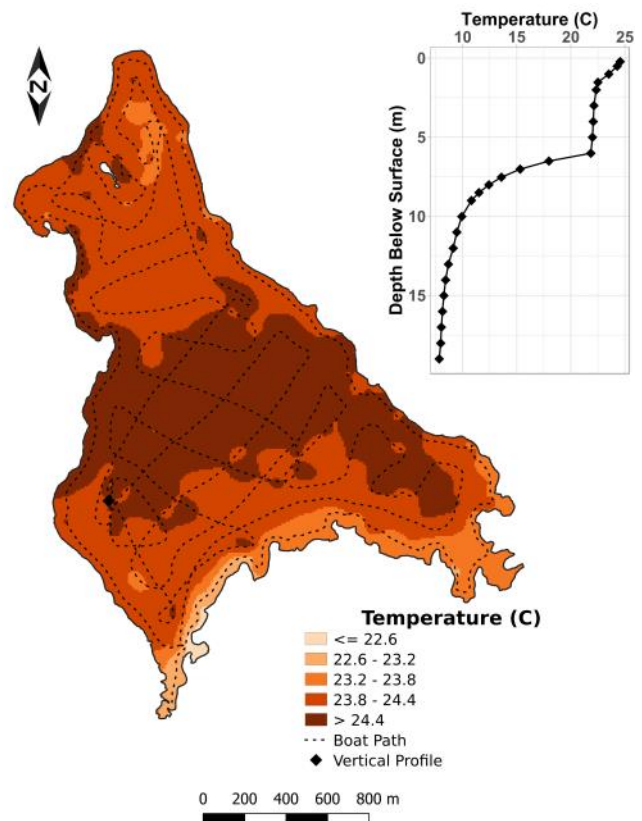 Temperature (C)
10 15 20 25
0
5
10
15
Depth Below Surface (m)
N
Temperature (C)
<= 22.6
22.6 - 23.2
23.2 - 23.8
23.8 - 24.4
> 24.4
Boat Path
Vertical Profile
0 200 400 600 800 m